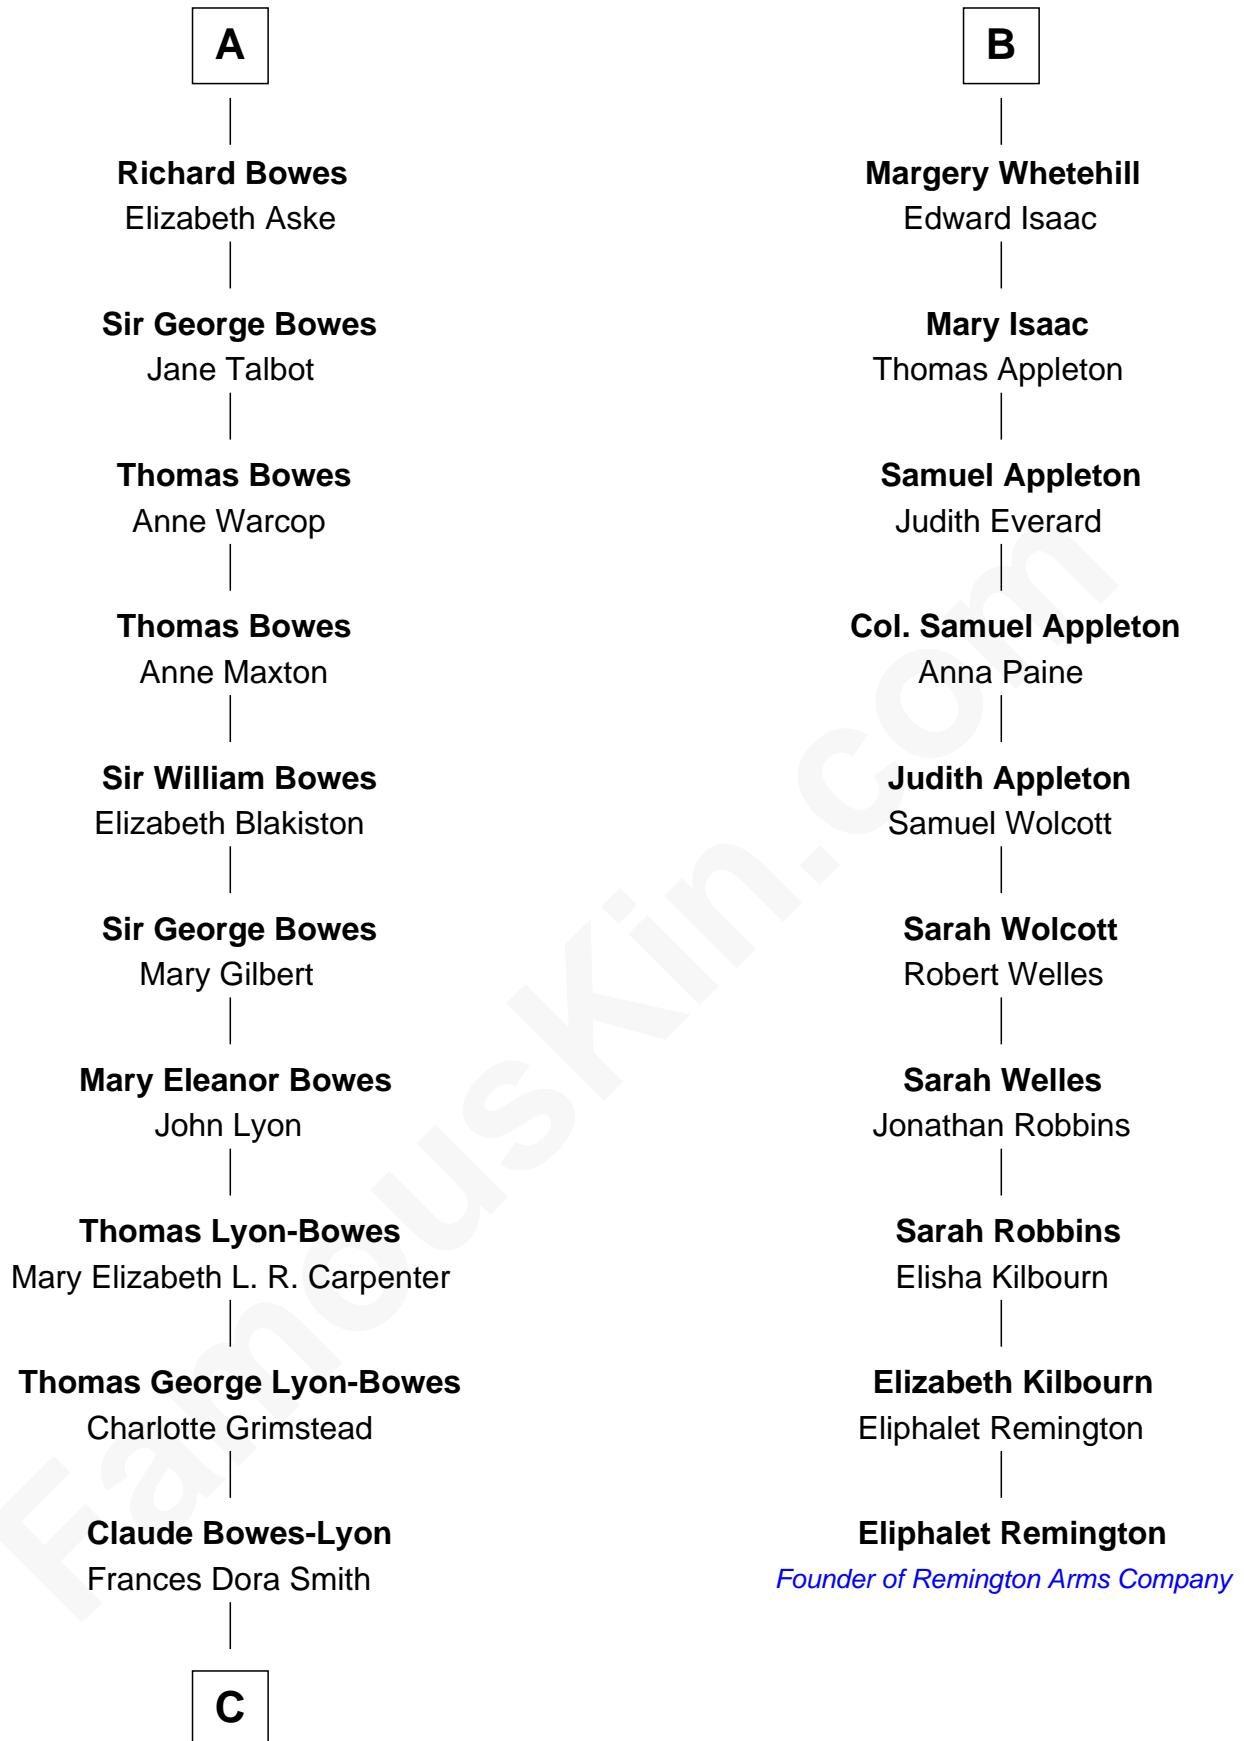 A
Richard Bowes
Elizabeth Aske
Sir George Bowes
Jane Talbot
Thomas Bowes
Anne Warcop
Thomas Bowes
Anne Maxton
Sir William Bowes
Elizabeth Blakiston
Sir George Bowes
Mary Gilbert
Mary Eleanor Bowes
John Lyon
Thomas Lyon-Bowes
Mary Elizabeth L. R. Carpenter
Thomas George Lyon-Bowes
Charlotte Grimstead
Claude Bowes-Lyon
Frances Dora Smith
C
B
Margery Whetehill
Edward Isaac
Mary Isaac
Thomas Appleton
Samuel Appleton
Judith Everard
Col. Samuel Appleton
Anna Paine
Judith Appleton
Samuel Wolcott
Sarah Wolcott
Robert Welles
Sarah Welles
Jonathan Robbins
Sarah Robbins
Elisha Kilbourn
Elizabeth Kilbourn
Eliphalet Remington
Eliphalet Remington
Founder of Remington Arms Company
FamousKin.com